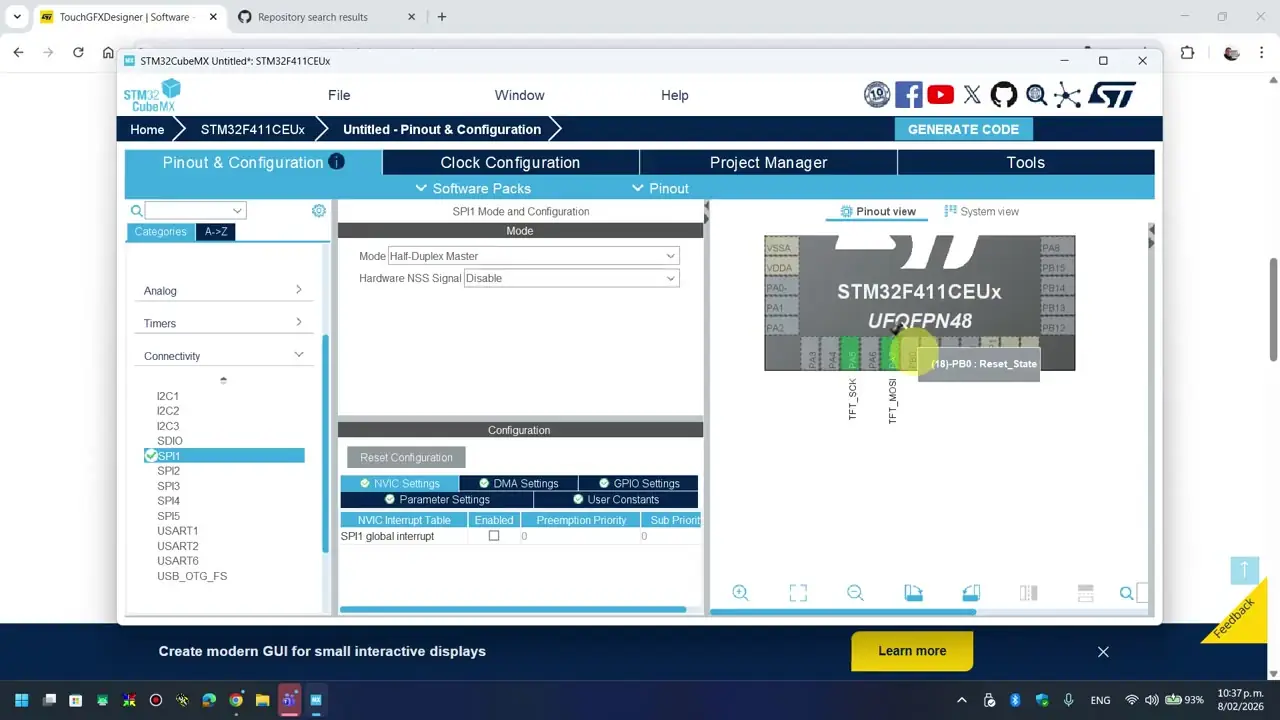 TouchGFXDesigner | Software
Repository search results
STM32CubeMX Untitled*: STM32F411CEUx
STM32
CubeMX
File
Window
Help
10
Home
STM32F411CEUx
Untitled - Pinout & Configuration
GENERATE CODE
Pinout & Configuration
Clock Configuration
Project Manager
Tools
Software Packs
Pinout
SPI1 Mode and Configuration
Pinout view
System view
Categories
A->Z
Mode
Mode Half-Duplex Master
Hardware NSS Signal Disable
Analog
Timers
Connectivity
I2C1
I2C2
I2C3
SDIO
SPI1
SPI2
SPI3
SPI4
SPI5
USART1
USART2
USART6
USB_OTG_FS
Configuration
Reset Configuration
NVIC Settings
DMA Settings
GPIO Settings
Parameter Settings
User Constants
NVIC Interrupt Table
Enabled
Preemption Priority
Sub Priorit
SPI1 global interrupt
0
0
VSSA
VDDA
PA0-
PA1
PA2
STM32F411CEUx
UFQFPN48
PA8
PB15
PB14
PB13
PB12
PA3
PA4
PA5
PA6
PB0
(18)-PB0 : Reset_State
TFT_SCK
TFT_MOSI
Feedback
Create modern GUI for small interactive displays
Learn more
ENG
93%
10:37 p. m.
8/02/2026